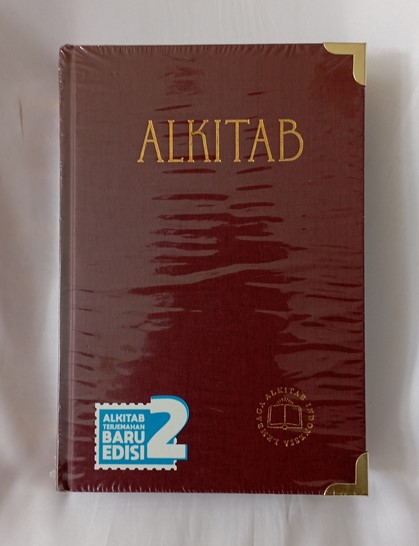 ALKITAB
ALKITAB
TERJEMAHAN
BARU
EDISI
2
LEMBAGA ALKITAB INDONESIA